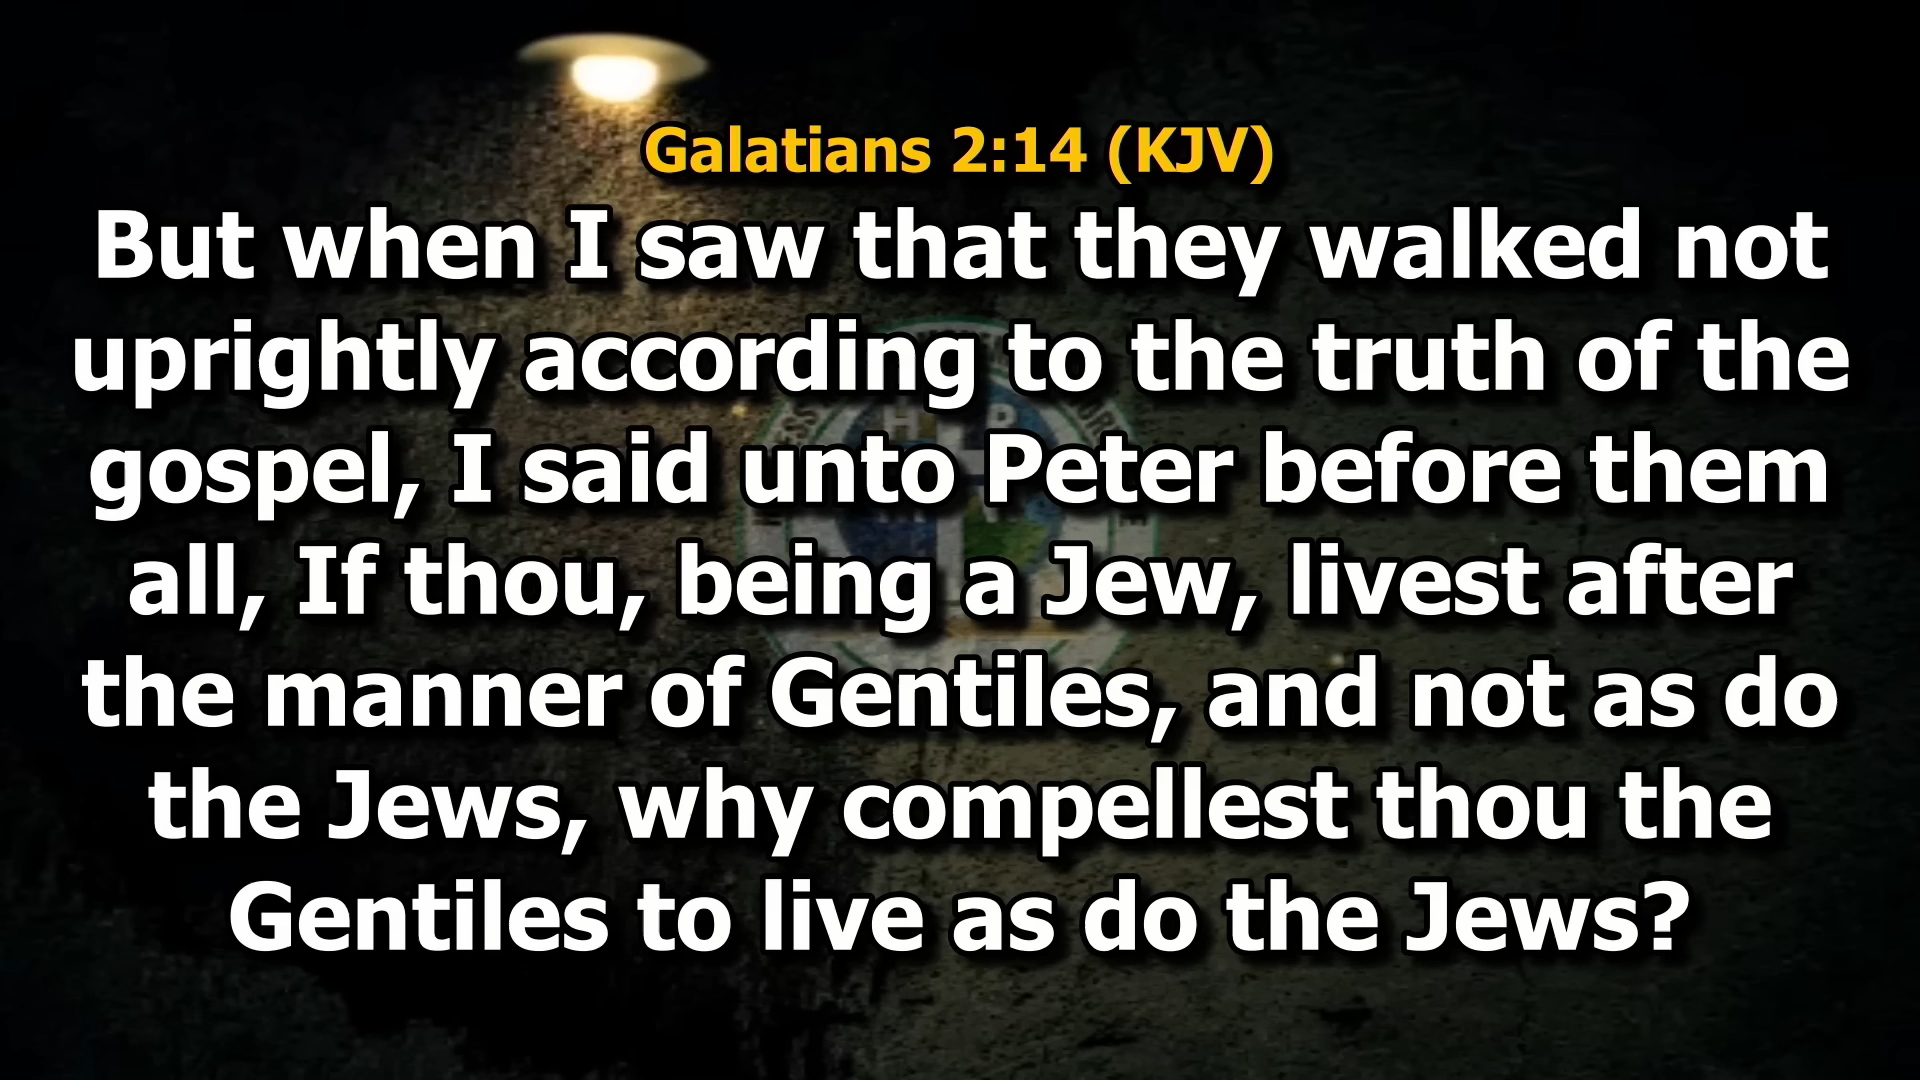 Galatians 2:14 (KJV)
But when I saw that they walked not
uprightly according to the truth of the
gospel, I said unto Peter before them
all, If thou, being a Jew, livest after
the manner of Gentiles, and not as do
the Jews, why compellest thou the
Gentiles to live as do the Jews?